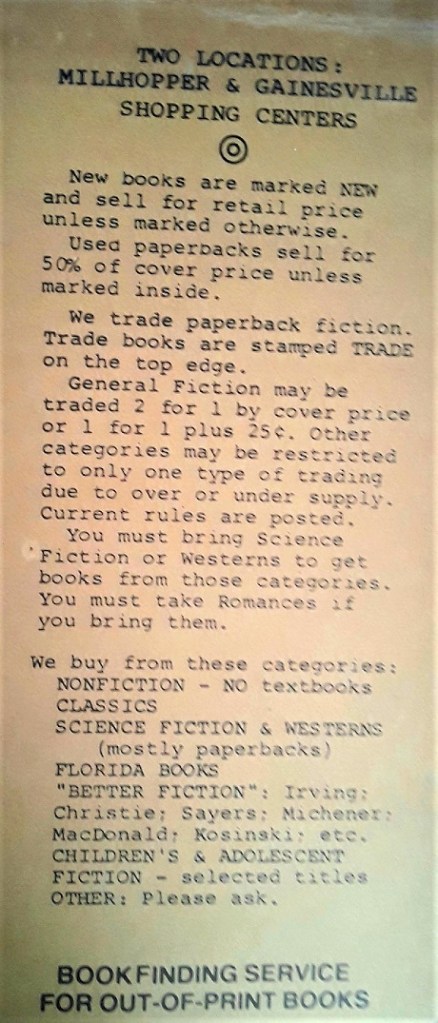 TWO LOCATIONS:
MILLHOPPER & GAINESVILLE
SHOPPING CENTERS
New books are marked NEW
and sell for retail price
unless marked otherwise.
Used paperbacks sell for
50% of cover price unless
marked inside.
We trade paperback fiction.
Trade books are stamped TRADE
on the top edge.
General Fiction may be
traded 2 for 1 by cover price
or 1 for 1 plus 25¢. Other
categories may be restricted
to only one type of trading
due to over or under supply.
Current rules are posted.
You must bring Science
Fiction or Westerns to get
books from those categories.
You must take Romances if
you bring them.
We buy from these categories:
NONFICTION - NO textbooks
CLASSICS
SCIENCE FICTION & WESTERNS
(mostly paperbacks)
FLORIDA BOOKS
"BETTER FICTION": Irving;
Christie; Sayers; Michener;
MacDonald; Kosinski; etc.
CHILDREN'S & ADOLESCENT
FICTION - selected titles
OTHER: Please ask.
BOOKFINDING SERVICE
FOR OUT-OF-PRINT BOOKS